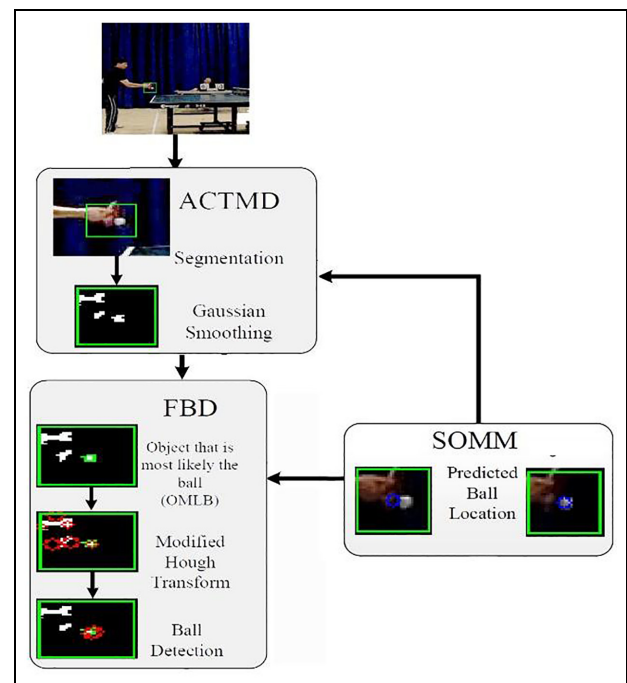 ACTMD
Segmentation
Gaussian
Smoothing
FBD
Object that is
most likely the
ball
(OMLB)
Modified
Hough
Transform
Ball
Detection
SOMM
Predicted
Ball
Location